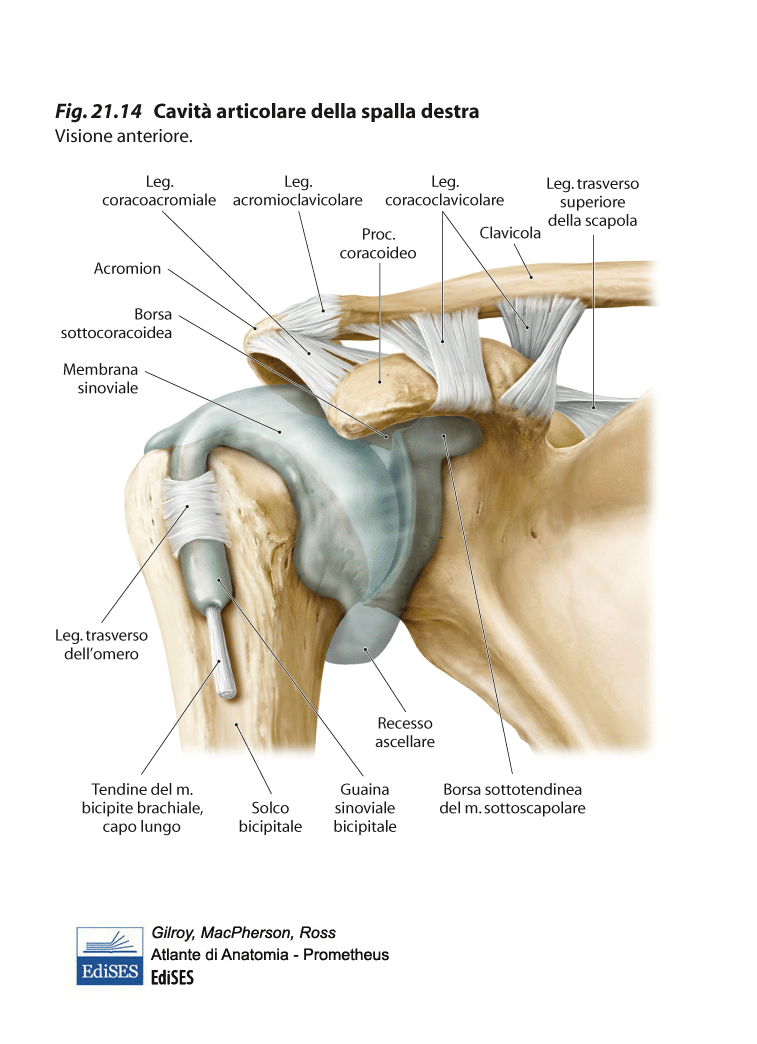 Fig. 21.14 Cavità articolare della spalla destra
Visione anteriore.
Leg.
coracoacromiale
Leg.
acromioclavicolare
Leg.
coracoclavicolare
Leg. trasverso
superiore
della scapola
Proc.
coracoideo
Clavicola
Acromion
Borsa
sottocoracoidea
Membrana
sinoviale
Leg. trasverso
dell’omero
Recesso
ascellare
Tendine del m.
bicipite brachiale,
capo lungo
Solco
bicipitale
Guaina
sinoviale
bicipitale
Borsa sottotendinea
del m. sottoscapolare
EdiSES
Gilroy, MacPherson, Ross
Atlante di Anatomia - Prometheus
EdiSES